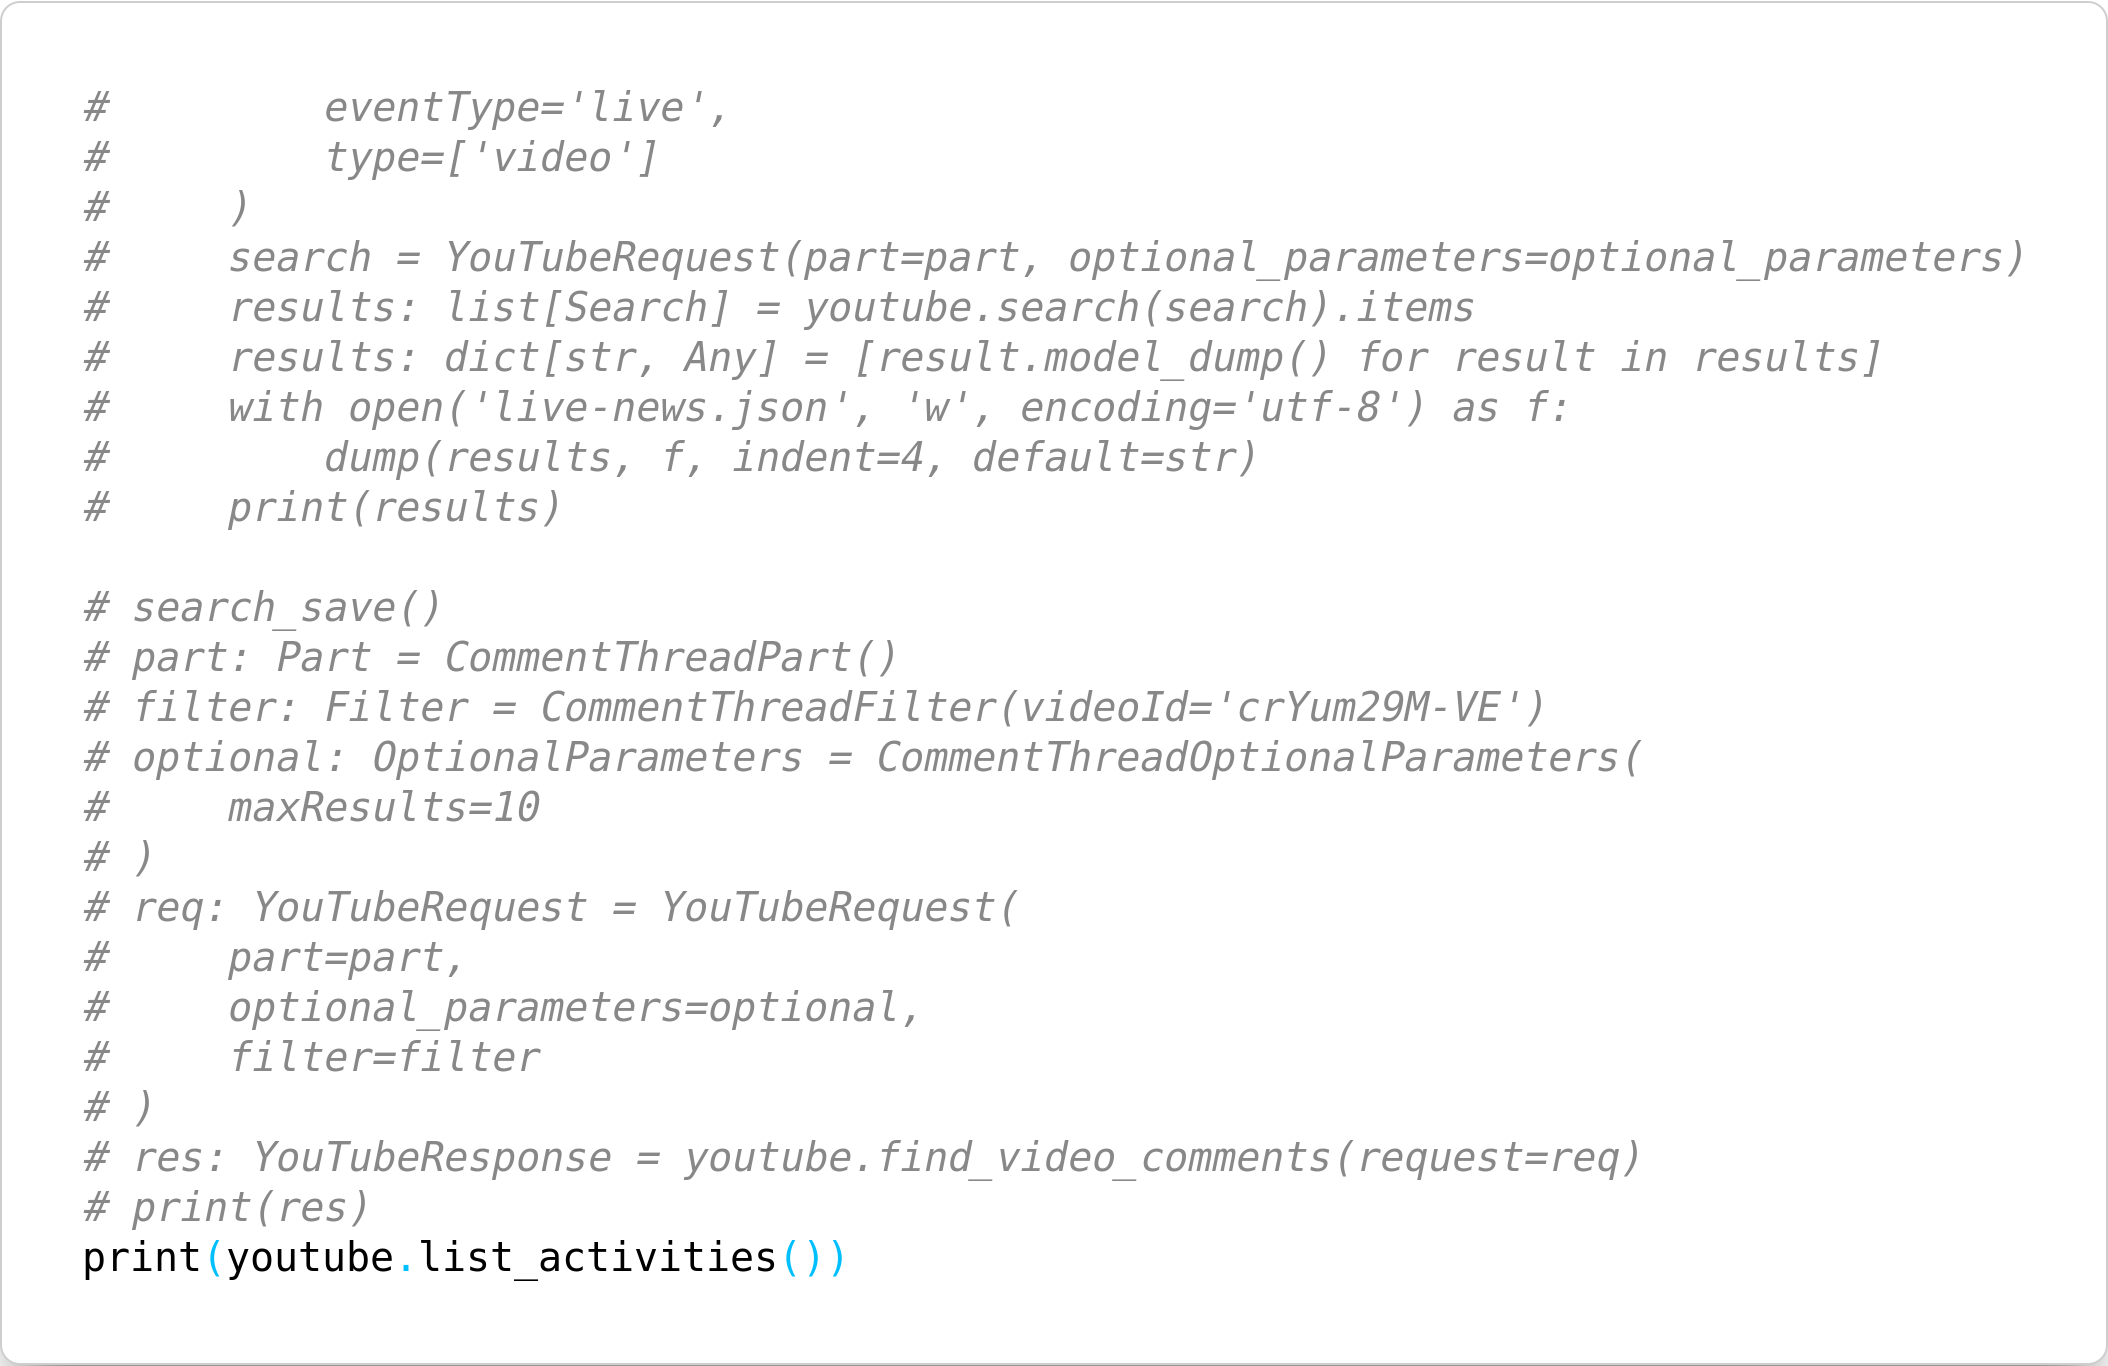 #         eventType='live',
#         type=['video']
#     )
#     search = YouTubeRequest(part=part, optional_parameters=optional_parameters)
#     results: list[Search] = youtube.search(search).items
#     results: dict[str, Any] = [result.model_dump() for result in results]
#     with open('live-news.json', 'w', encoding='utf-8') as f:
#         dump(results, f, indent=4, default=str)
#     print(results)

# search_save()
# part: Part = CommentThreadPart()
# filter: Filter = CommentThreadFilter(videoId='crYum29M-VE')
# optional: OptionalParameters = CommentThreadOptionalParameters(
#     maxResults=10
# )
# req: YouTubeRequest = YouTubeRequest(
#     part=part,
#     optional_parameters=optional,
#     filter=filter
# )
# res: YouTubeResponse = youtube.find_video_comments(request=req)
# print(res)
print(youtube.list_activities())